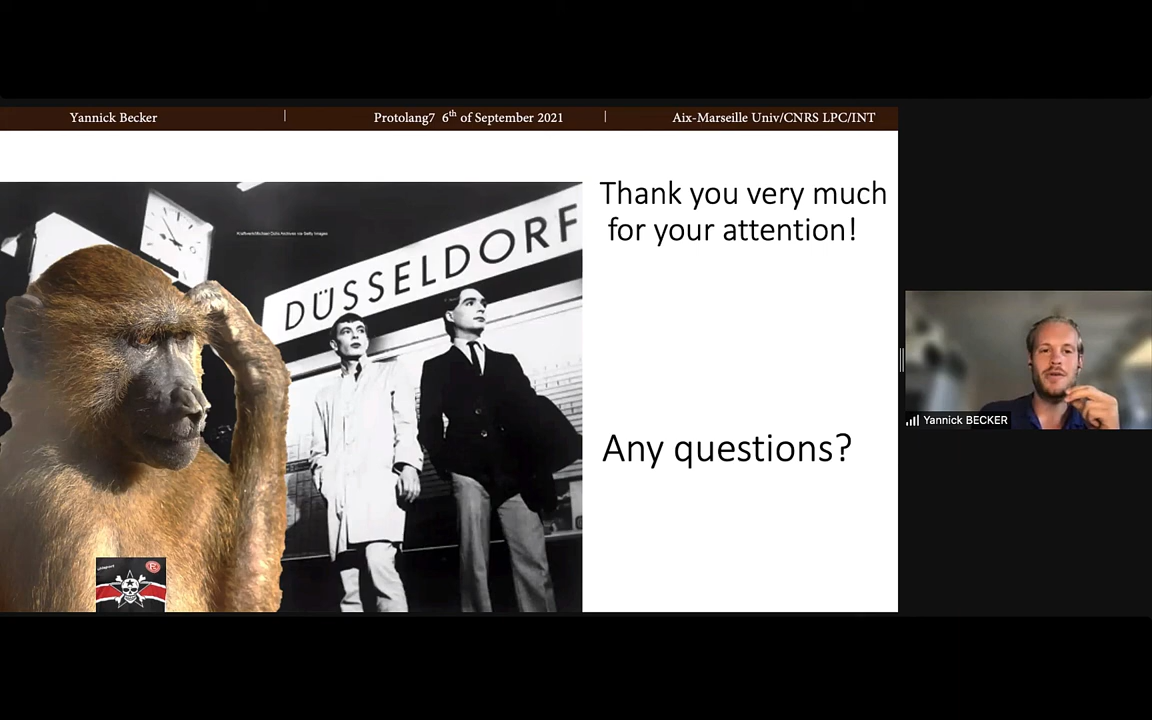 Yannick Becker
Protolang7 6th of September 2021
Aix-Marseille Univ/CNRS LPC/INT
Thank you very much
for your attention!
DÜSSELDORF
Any questions?
Yannick BECKER